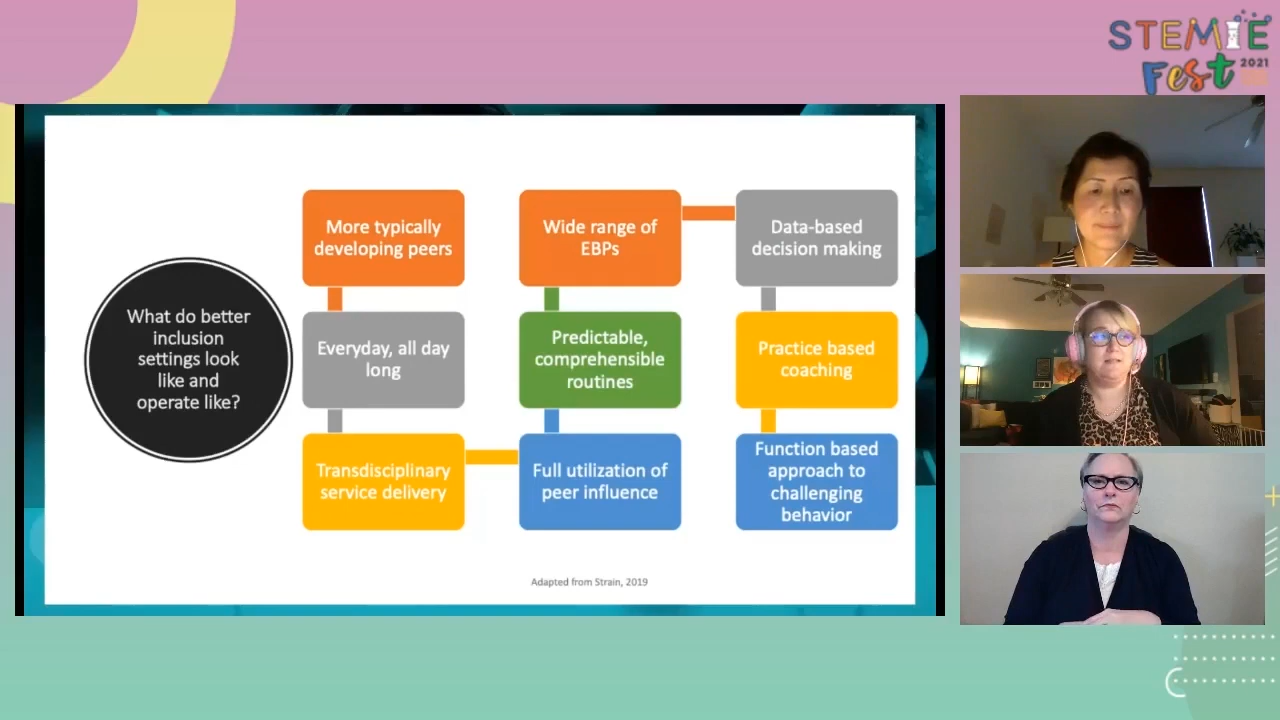 STEMIE
Fest 2021
What do better
inclusion
settings look
like and
operate like?
More typically
developing peers
Everyday, all day
long
Transdisciplinary
service delivery
Full utilization of
peer influence
Predictable,
comprehensible
routines
Wide range of
EBPs
Data-based
decision making
Practice based
coaching
Function based
approach to
challenging
behavior
Adapted from Strain, 2019